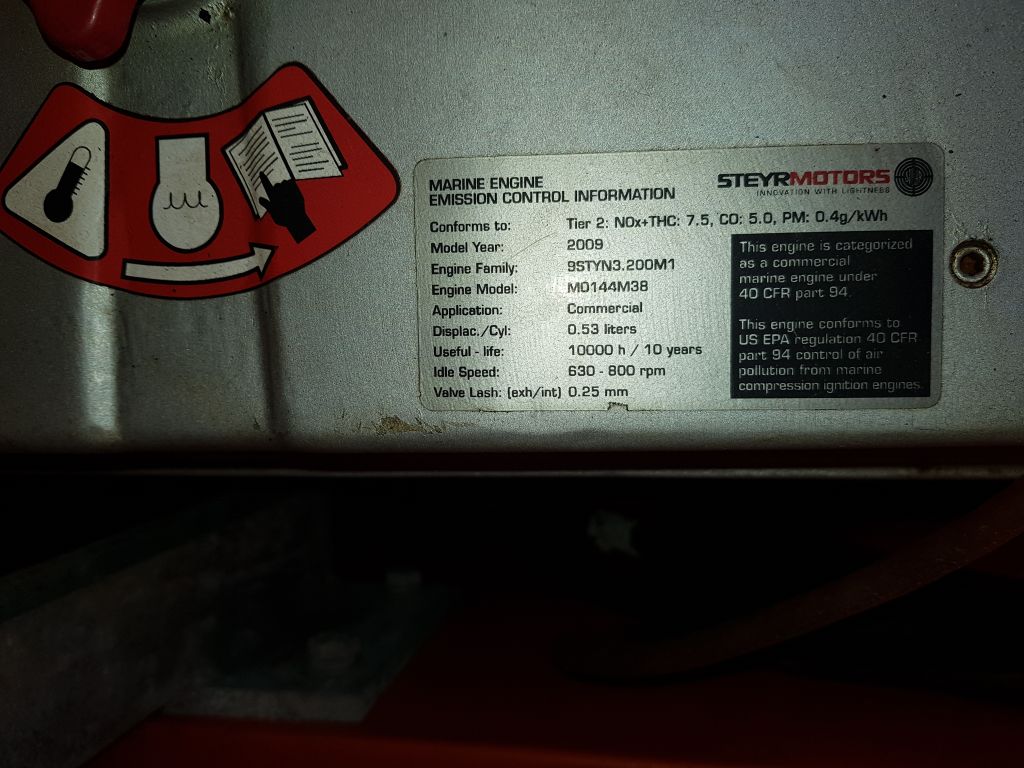 MARINE ENGINE
EMISSION CONTROL INFORMATION
STEYRMOTORS
INNOVATION WITH LIGHTNESS
Conforms to: Tier 2: NOx+THC: 7.5, CO: 5.0, PM: 0.4g/kWh
Model Year: 2009
Engine Family: 9STYN3.200M1
Engine Model: M0144M38
Application: Commercial
Displac./Cyl: 0.53 liters
Useful - life: 10000 h / 10 years
Idle Speed: 630 - 800 rpm
Valve Lash: (exh/int) 0.25 mm
This engine is categorized
as a commercial
marine engine under
40 CFR part 94.
This engine conforms to
US EPA regulation 40 CFR
part 94 control of air
pollution from marine
compression ignition engines.